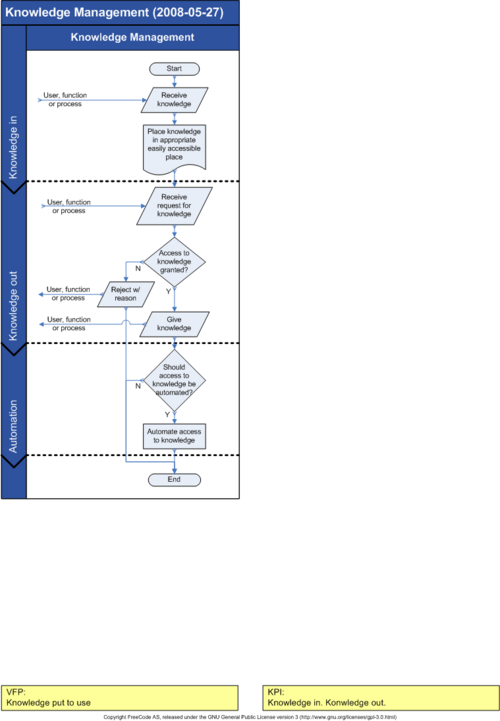 Knowledge Management (2008-05-27)
Knowledge Management
Knowledge in
Start
User, function
or process
Receive
knowledge
Place knowledge
in appropriate
easily accessible
place
Knowledge out
User, function
or process
Receive
request for
knowledge
Access to
knowledge
granted?
N
Y
User, function
or process
Reject w/
reason
User, function
or process
Give
knowledge
Automation
Should
access to
knowledge be
automated?
N
Y
Automate access
to knowledge
End
VFP:
Knowledge put to use
KPI:
Knowledge in. Konwledge out.
Copyright FreeCode AS, released under the GNU General Public License version 3 (http://www.gnu.org/licenses/gpl-3.0.html)